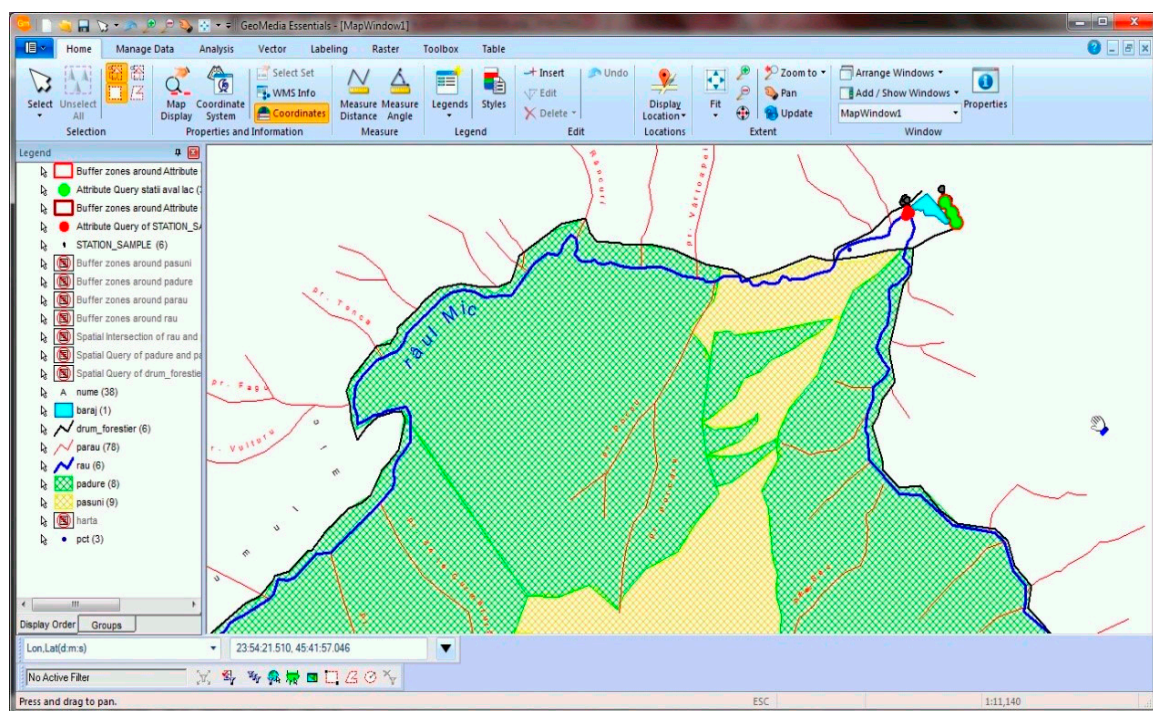 GeoMedia Essentials - [MapWindow1]
Home Manage Data Analysis Vector Labeling Raster Toolbox Table
Select
Unselect All
Selection
Map Display
Coordinate System
Select Set
WMS Info
Coordinates
Properties and Information
Measure Distance
Measure Angle
Measure
Legends
Styles
Legend
Insert
Edit
Delete
Undo
Edit
Display Location
Locations
Fit
Zoom to
Pan
Update
Extent
Arrange Windows
Add / Show Windows
MapWindow1
Properties
Window
Legend
Buffer zones around Attribute
Attribute Query statii aval lac (
Buffer zones around Attribute
Attribute Query of STATION_SA
STATION_SAMPLE (6)
Buffer zones around pasuni
Buffer zones around padure
Buffer zones around parau
Buffer zones around rau
Spatial Intersection of rau and
Spatial Query of padure and pa
Spatial Query of drum_forestie
A nume (38)
baraj (1)
drum_forestier (6)
parau (78)
rau (6)
padure (8)
pasuni (9)
harta
pct (3)
Display Order Groups
râul Mic
pr. Tonca
pr. Fagu
r. Vulturu
Lon,Lat(d:m:s) 23:54:21.510, 45:41:57.046
No Active Filter
Press and drag to pan. ESC 1:11,140